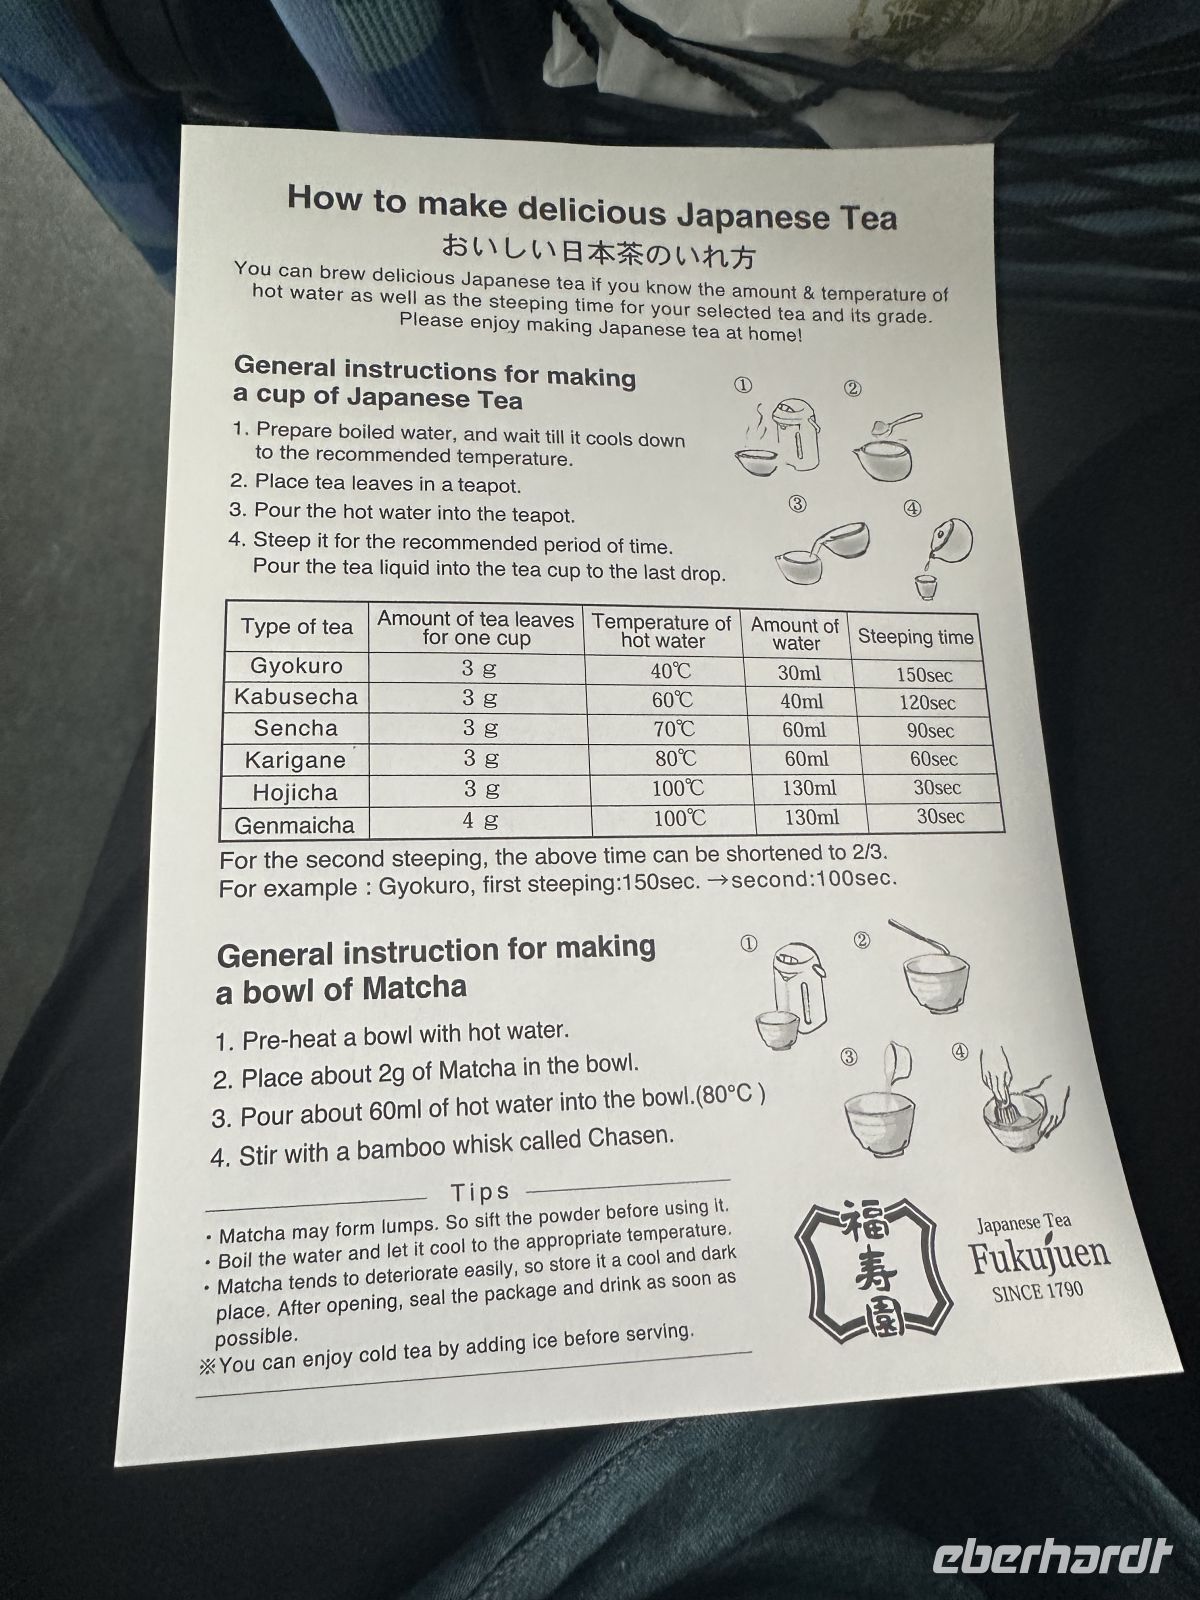 How to make delicious Japanese Tea
おいしい日本茶のいれ方
You can brew delicious Japanese tea if you know the amount & temperature of
hot water as well as the steeping time for your selected tea and its grade.
Please enjoy making Japanese tea at home!
General instructions for making
a cup of Japanese Tea
1. Prepare boiled water, and wait till it cools down
to the recommended temperature.
2. Place tea leaves in a teapot.
3. Pour the hot water into the teapot.
4. Steep it for the recommended period of time.
Pour the tea liquid into the tea cup to the last drop.
① ②
③ ④
Type of tea Amount of tea leaves for one cup Temperature of hot water Amount of water Steeping time
Gyokuro 3 g 40℃ 30ml 150sec
Kabusecha 3 g 60℃ 40ml 120sec
Sencha 3 g 70℃ 60ml 90sec
Karigane 3 g 80℃ 60ml 60sec
Hojicha 3 g 100℃ 130ml 30sec
Genmaicha 4 g 100℃ 130ml 30sec
For the second steeping, the above time can be shortened to 2/3.
For example : Gyokuro, first steeping:150sec. →second:100sec.
General instruction for making
a bowl of Matcha
1. Pre-heat a bowl with hot water.
2. Place about 2g of Matcha in the bowl.
3. Pour about 60ml of hot water into the bowl.(80°C )
4. Stir with a bamboo whisk called Chasen.
① ②
③ ④
Tips
・Matcha may form lumps. So sift the powder before using it.
・Boil the water and let it cool to the appropriate temperature.
・Matcha tends to deteriorate easily, so store it a cool and dark
place. After opening, seal the package and drink as soon as
possible.
※You can enjoy cold tea by adding ice before serving.
福寿園
Japanese Tea
Fukujuen
SINCE 1790
eberhardt